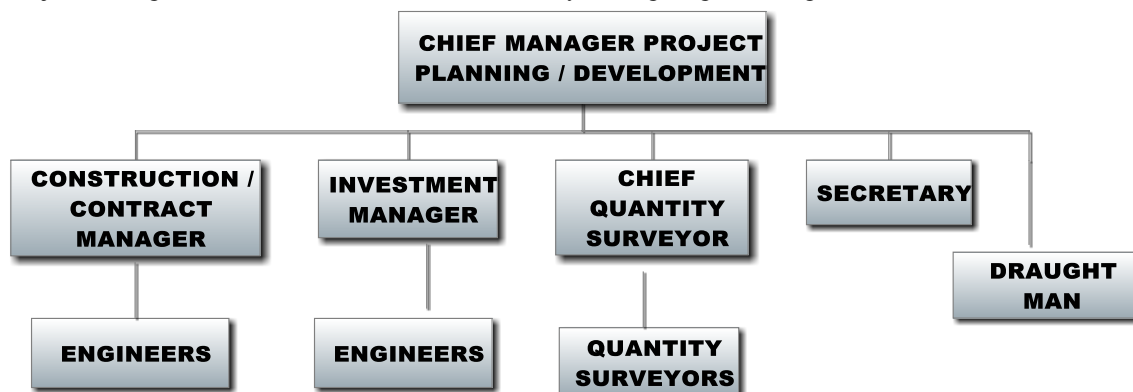 CHIEF MANAGER PROJECT
PLANNING / DEVELOPMENT
CONSTRUCTION /
CONTRACT
MANAGER
INVESTMENT
MANAGER
CHIEF
QUANTITY
SURVEYOR
SECRETARY
DRAUGHT
MAN
ENGINEERS
ENGINEERS
QUANTITY
SURVEYORS